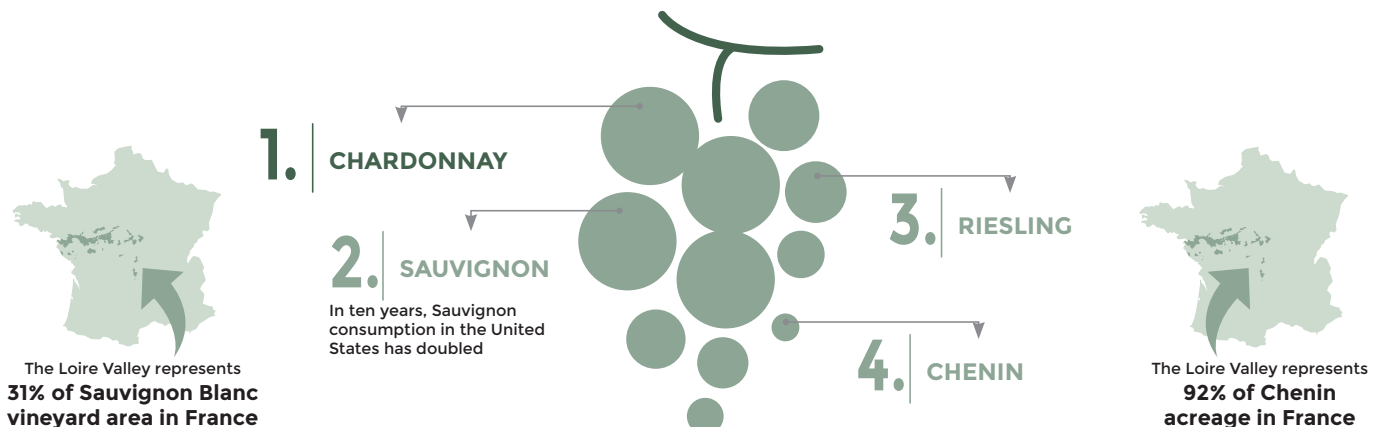 1. CHARDONNAY
2. SAUVIGNON
In ten years, Sauvignon
consumption in the United
States has doubled
3. RIESLING
4. CHENIN
The Loire Valley represents
31% of Sauvignon Blanc
vineyard area in France
The Loire Valley represents
92% of Chenin
acreage in France